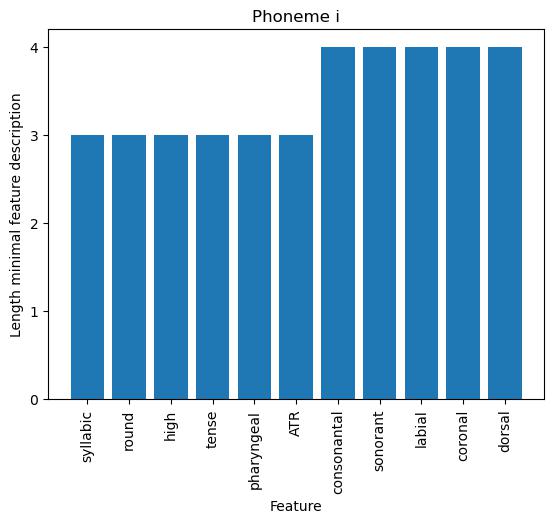 Phoneme i
Length minimal feature description
4
3
2
1
0
syllabic
round
high
tense
pharyngeal
ATR
consonantal
sonorant
labial
coronal
dorsal
Feature